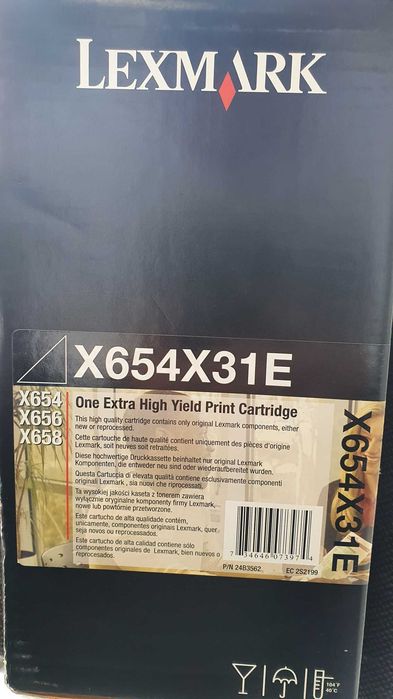 LEXMARK
X654X31E
X654
X656
X658
One Extra High Yield Print Cartridge
This high quality cartridge contains only original Lexmark components, either
new or reprocessed.
Cette cartouche de haute qualité contient uniquement des pièces d'origine
Lexmark, soit neuves soit retraitées.
Diese hochwertige Druckkassette beinhaltet nur original Lexmark
Komponenten, die entweder neu sind oder wiederaufbereitet wurden.
Questa Cartuccia di elevata qualità contiene esclusivamente componenti
originali Lexmark , sia nuovi che riprocessati.
Ta wysokiej jakości kaseta z tonerem zawiera
wyłącznie oryginalne komponenty firmy Lexmark,
nowe lub powtórnie przetworzone.
Este cartucho de alta qualidade contém,
unicamente, componentes originais Lexmark, quer
seja novos ou reprocessados.
Este cartucho de alta calidad contiene sólo
componentes originales de Lexmark, bien nuevos o
reprocesados.
7 34646 07397 4
P/N 24B3562
EC 2S2199
X654X31E
104°F
40°C